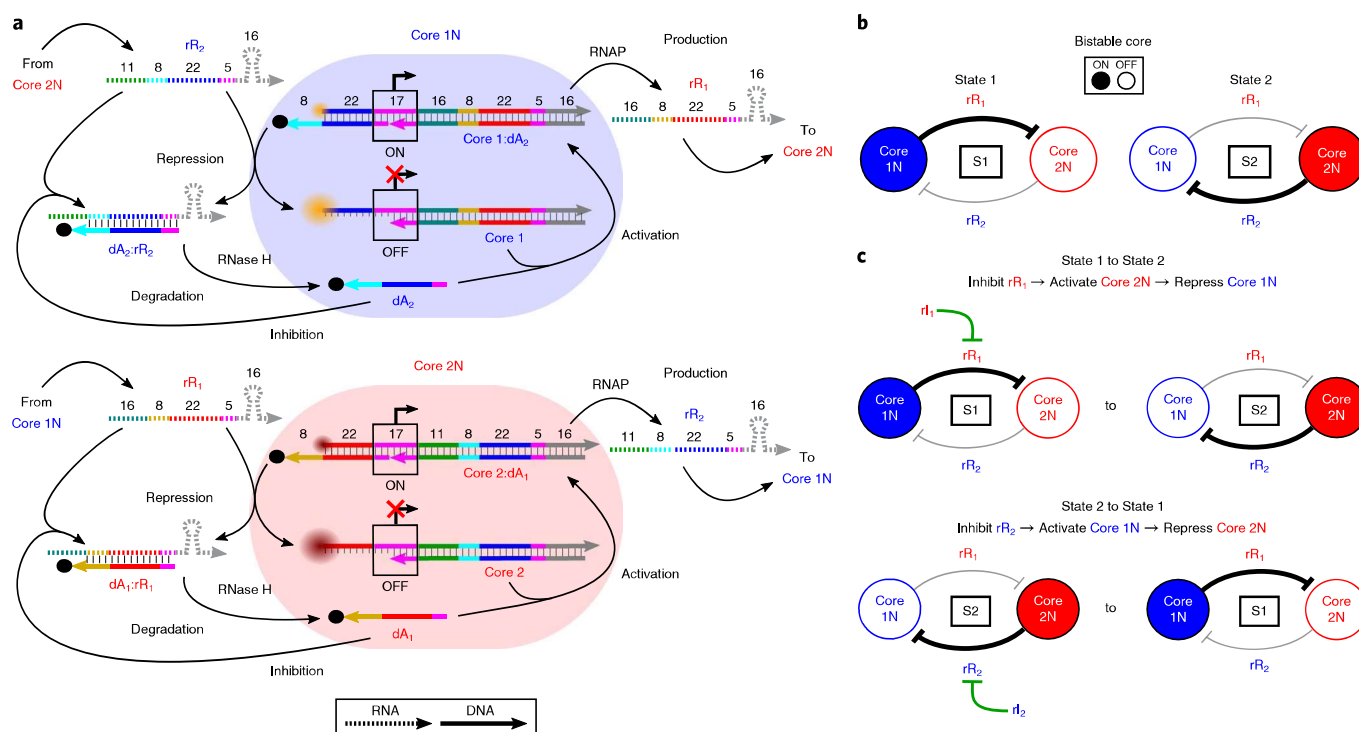 a
16
rR2
11 8 22 5
From
Core 2N
Core 1N
8 22 17 16 8 22 5 16
Core 1:dA2
ON
Repression
OFF
Core 1
dA2:rR2
RNase H
Degradation
dA2
Inhibition
Activation
RNAP
Production
rR1
16
16 8 22 5
To
Core 2N
16
rR1
16 8 22 5
From
Core 1N
Core 2N
8 22 17 11 8 22 5 16
Core 2:dA1
ON
Repression
OFF
Core 2
dA1:rR1
RNase H
Degradation
dA1
Inhibition
Activation
RNAP
Production
rR2
16
11 8 22 5
To
Core 1N
RNA DNA
b
Bistable core
ON OFF
State 1
rR1
Core
1N
S1
Core
2N
rR2
State 2
rR1
Core
1N
S2
Core
2N
rR2
c
State 1 to State 2
Inhibit rR1 → Activate Core 2N → Repress Core 1N
rI1
rR1
Core
1N
S1
Core
2N
rR2
to
rR1
Core
1N
S2
Core
2N
rR2
State 2 to State 1
Inhibit rR2 → Activate Core 1N → Repress Core 2N
rR1
Core
1N
S2
Core
2N
rR2
rI2
to
rR1
Core
1N
S1
Core
2N
rR2